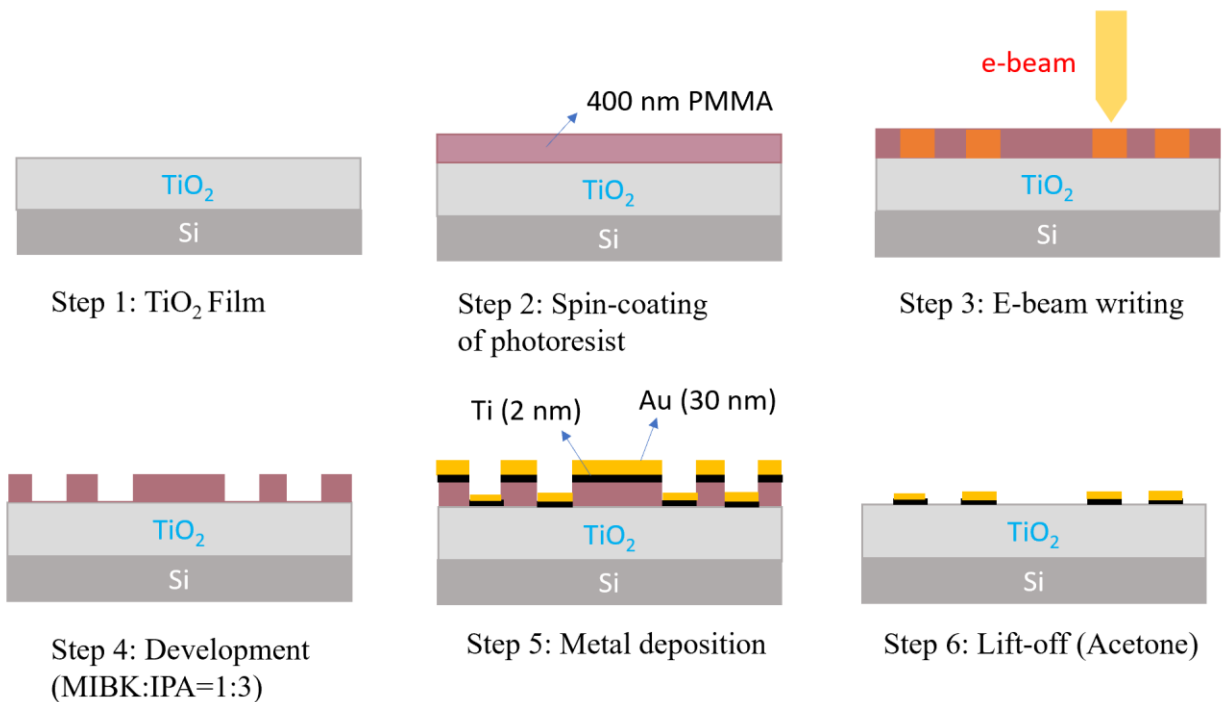 e-beam
400 nm PMMA
TiO₂
Si
Step 1: TiO₂ Film
TiO₂
Si
Step 2: Spin-coating
of photoresist
TiO₂
Si
Step 3: E-beam writing
TiO₂
Si
Step 4: Development
(MIBK:IPA=1:3)
Ti (2 nm)
Au (30 nm)
TiO₂
Si
Step 5: Metal deposition
TiO₂
Si
Step 6: Lift-off (Acetone)